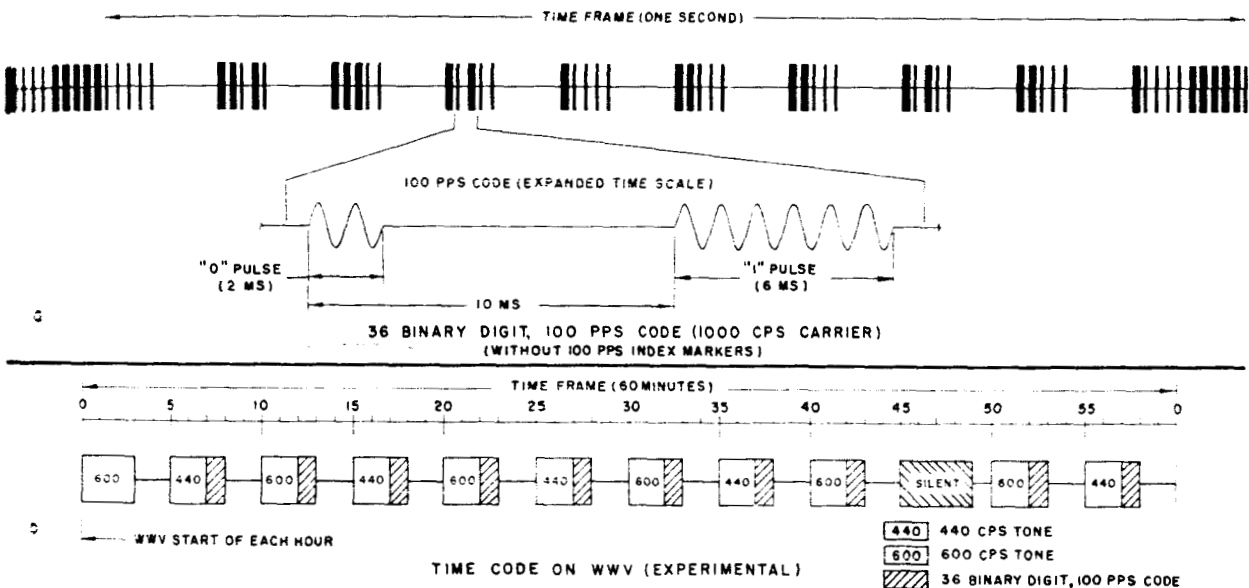 TIME FRAME (ONE SECOND)
100 PPS CODE (EXPANDED TIME SCALE)
"0" PULSE
(2 MS)
"1" PULSE
(6 MS)
10 MS
36 BINARY DIGIT, 100 PPS CODE (1000 CPS CARRIER)
(WITHOUT 100 PPS INDEX MARKERS)
TIME FRAME (60 MINUTES)
0 5 10 15 20 25 30 35 40 45 50 55 0
600 440 600 440 600 440 600 440 600 SILENT 600 440
WWV START OF EACH HOUR
440 440 CPS TONE
600 600 CPS TONE
36 BINARY DIGIT, 100 PPS CODE
TIME CODE ON WWV (EXPERIMENTAL)